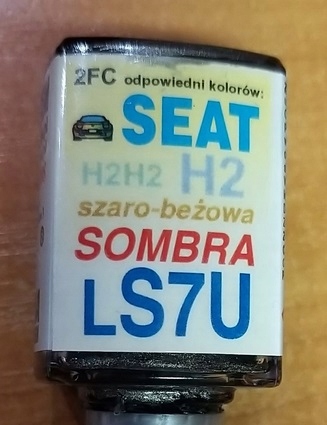 2FC odpowiedni kolorów:
SEAT
H2H2 H2
szaro-beżowa
SOMBRA
LS7U